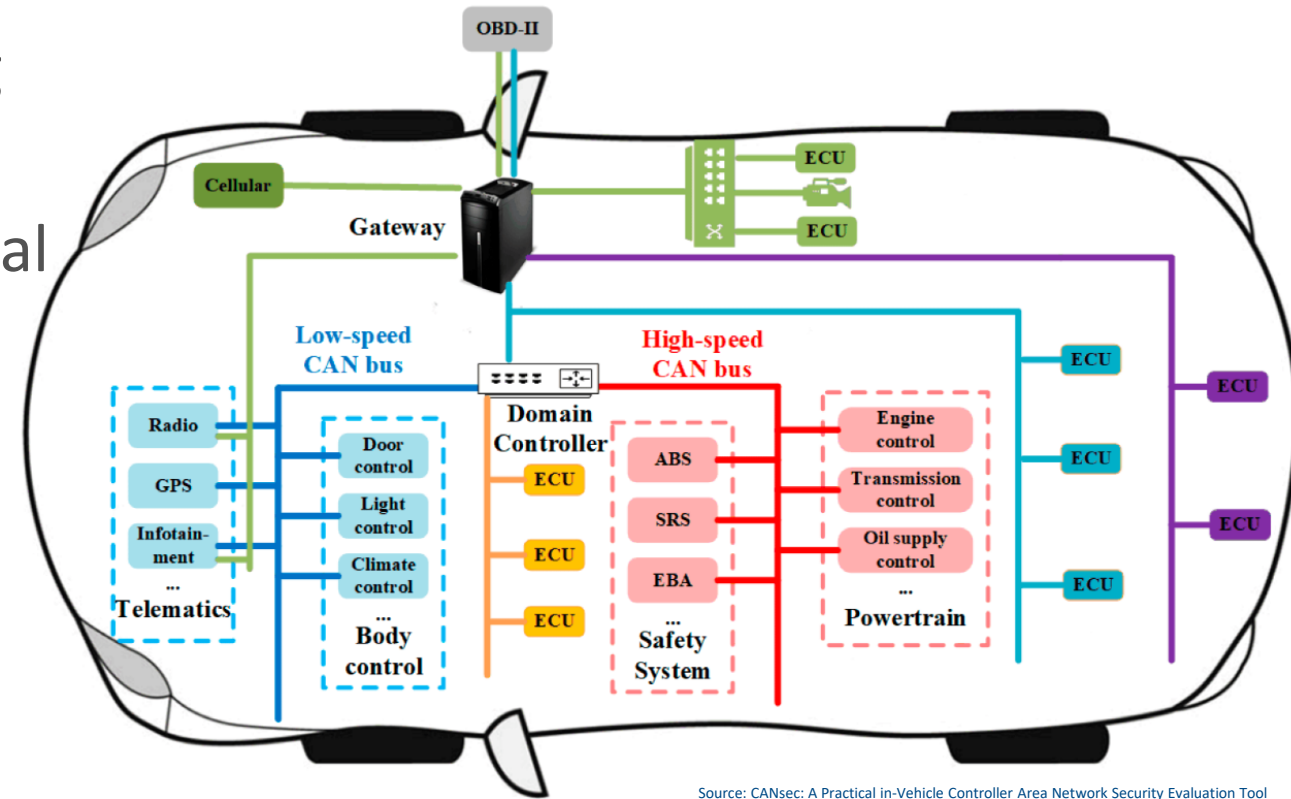 al
OBD-II
Cellular
Gateway
ECU
ECU
Low-speed
CAN bus
High-speed
CAN bus
Domain
Controller
Radio
GPS
Infotain-
ment
...
Telematics
Door
control
Light
control
Climate
control
...
Body
control
ECU
ECU
ECU
ABS
SRS
EBA
...
Safety
System
Engine
control
Transmission
control
Oil supply
control
...
Powertrain
ECU
ECU
ECU
ECU
ECU
Source: CANsec: A Practical in-Vehicle Controller Area Network Security Evaluation Tool